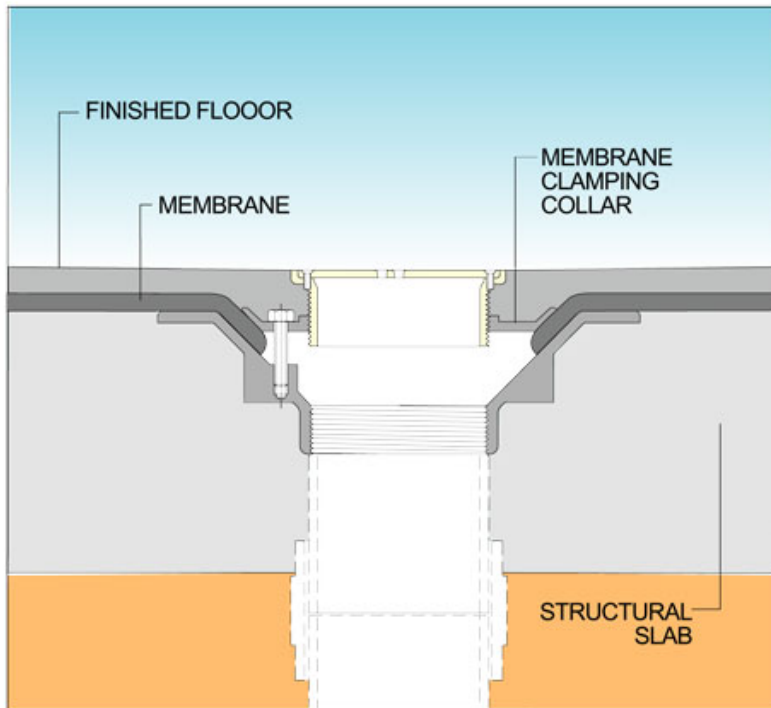 FINISHED FLOOOR
MEMBRANE
CLAMPING
COLLAR
MEMBRANE
STRUCTURAL
SLAB